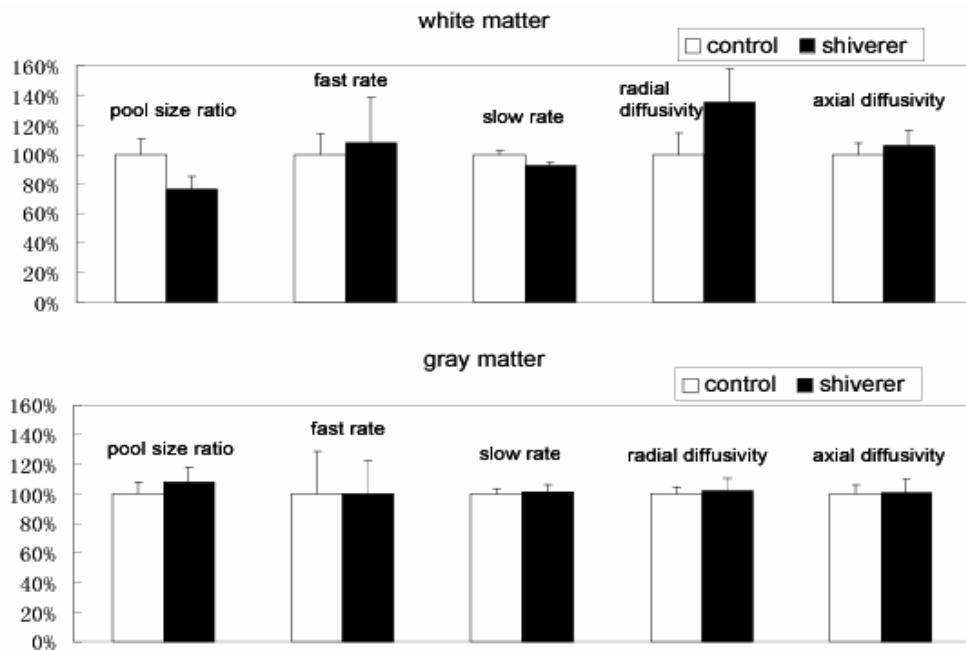 white matter
control shiverer
160%
140%
120%
100%
80%
60%
40%
20%
0%
pool size ratio
fast rate
slow rate
radial
diffusivity
axial diffusivity
gray matter
control shiverer
160%
140%
120%
100%
80%
60%
40%
20%
0%
pool size ratio
fast rate
slow rate
radial diffusivity
axial diffusivity